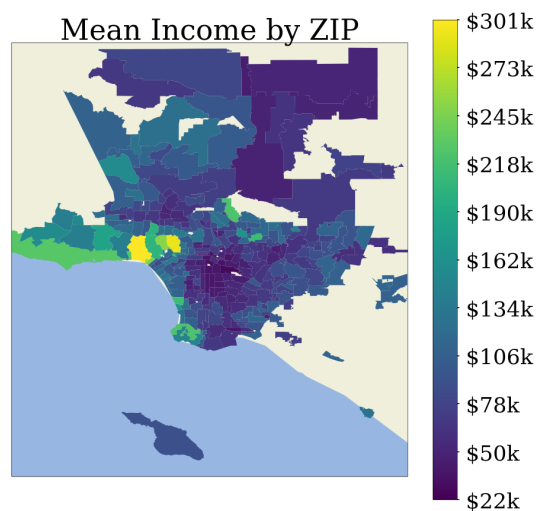 Mean Income by ZIP
$301k
$273k
$245k
$218k
$190k
$162k
$134k
$106k
$78k
$50k
$22k